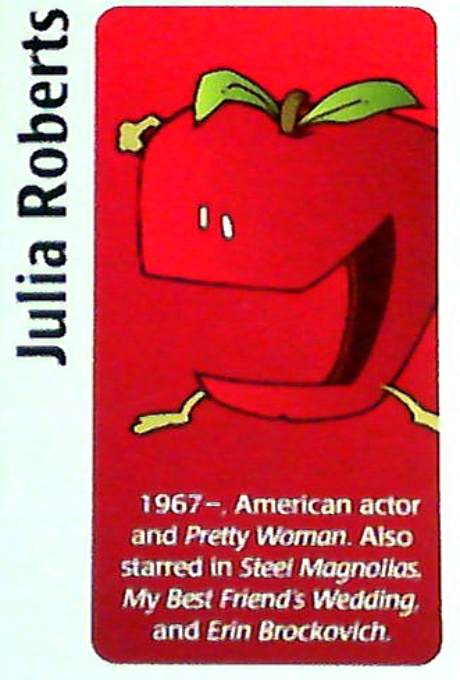 Julia Roberts
1967–. American actor
and Pretty Woman. Also
starred in Steel Magnolias.
My Best Friend's Wedding,
and Erin Brockovich.